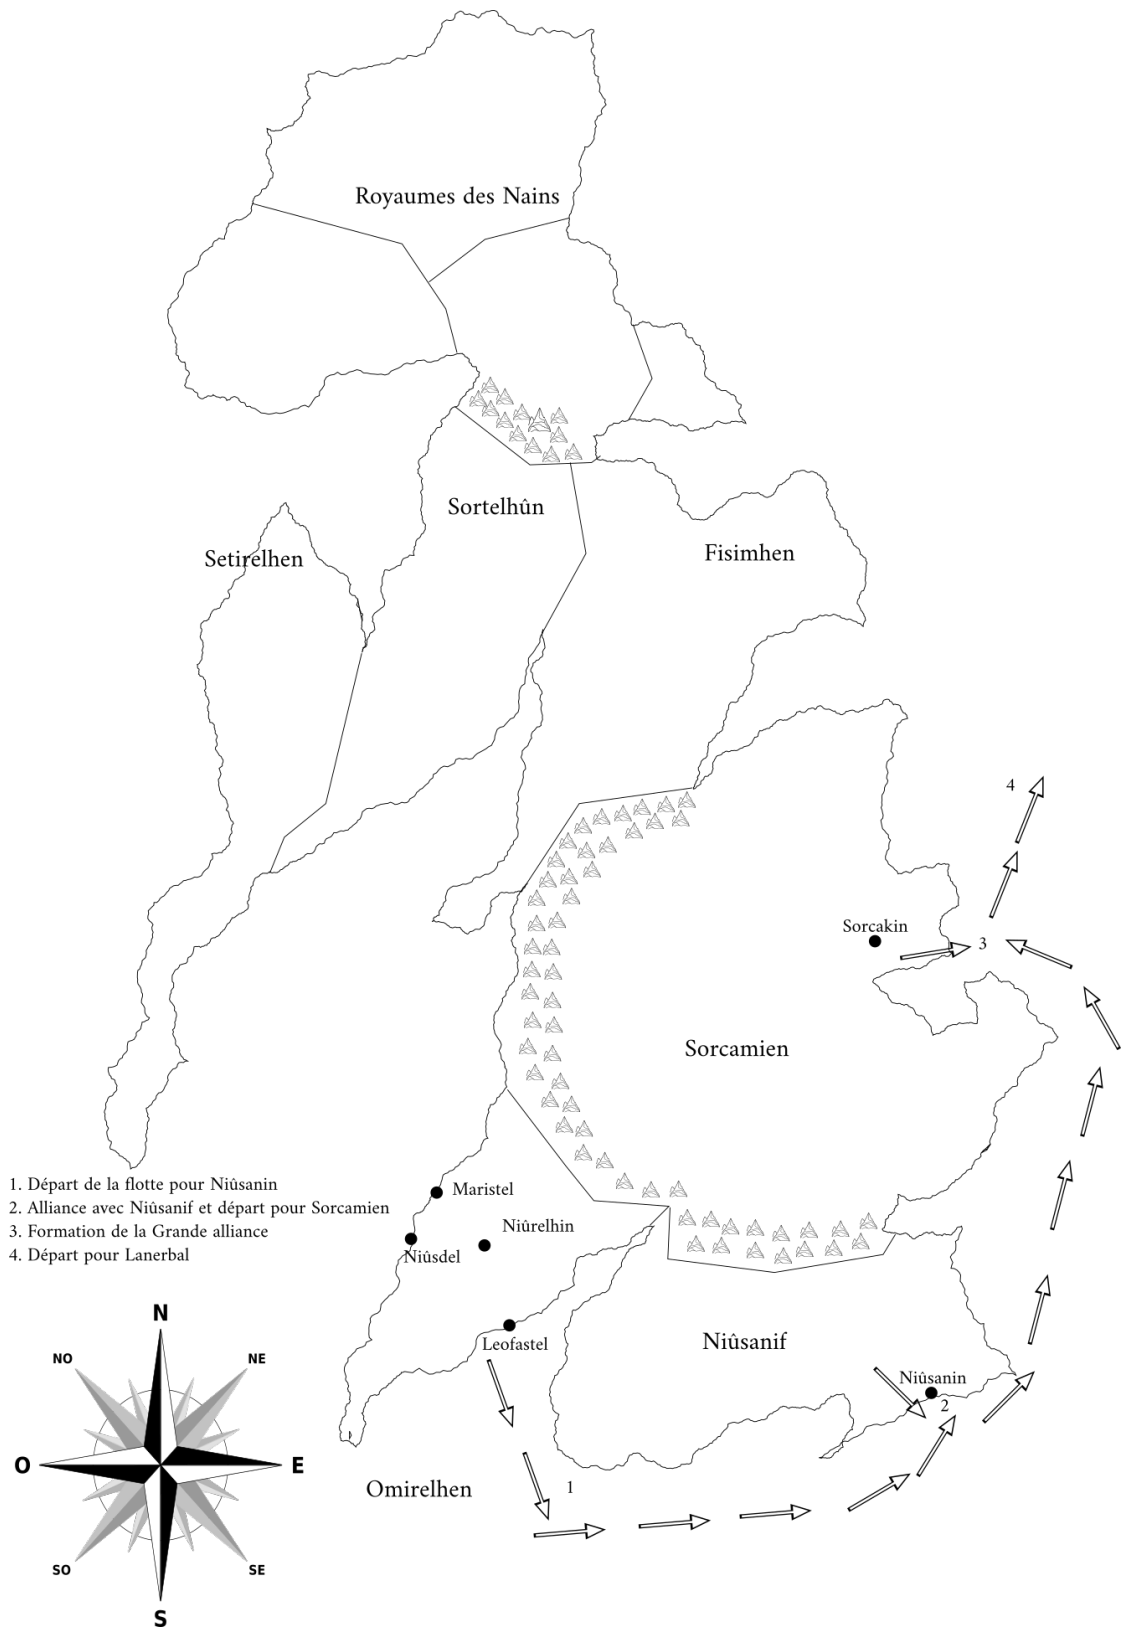 Royaumes des Nains
Sortelhûn
Setirelhen
Fisimhen
4
Sorcakin
3
Sorcamien
1. Départ de la flotte pour Niûsanin
2. Alliance avec Niûsanif et départ pour Sorcamien
3. Formation de la Grande alliance
4. Départ pour Lanerbal
Maristel
Niûrelhin
Niûsdel
Leofastel
Niûsanif
Niûsanin
2
Omirelhen
1
N
NO
NE
O
E
SO
SE
S